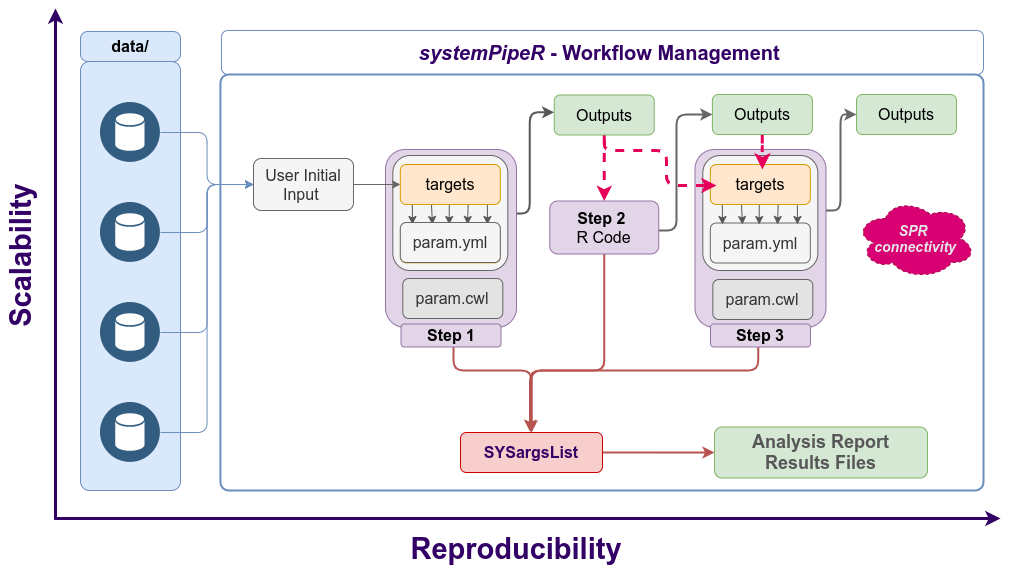 Scalability
data/
systemPipeR - Workflow Management
User Initial
Input
targets
param.yml
param.cwl
Step 1
Outputs
Step 2
R Code
Outputs
targets
param.yml
param.cwl
Step 3
Outputs
SPR
connectivity
SYSargsList
Analysis Report
Results Files
Reproducibility